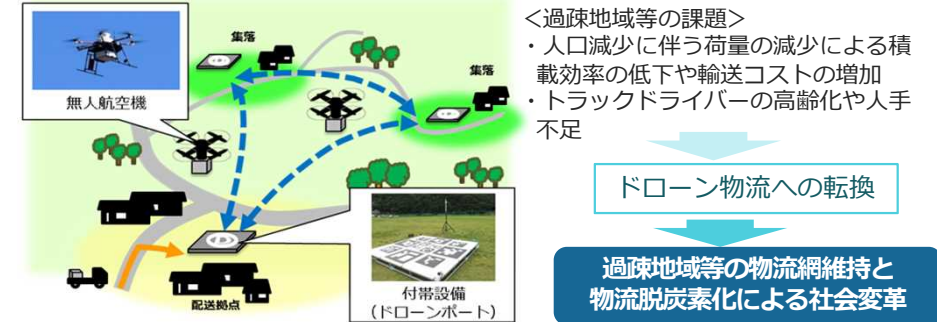 無人航空機
集落
集落
配送拠点
付帯設備
(ドローンポート)
＜過疎地域等の課題＞
・人口減少に伴う荷量の減少による積
載効率の低下や輸送コストの増加
・トラックドライバーの高齢化や人手
不足
ドローン物流への転換
過疎地域等の物流網維持と
物流脱炭素化による社会変革